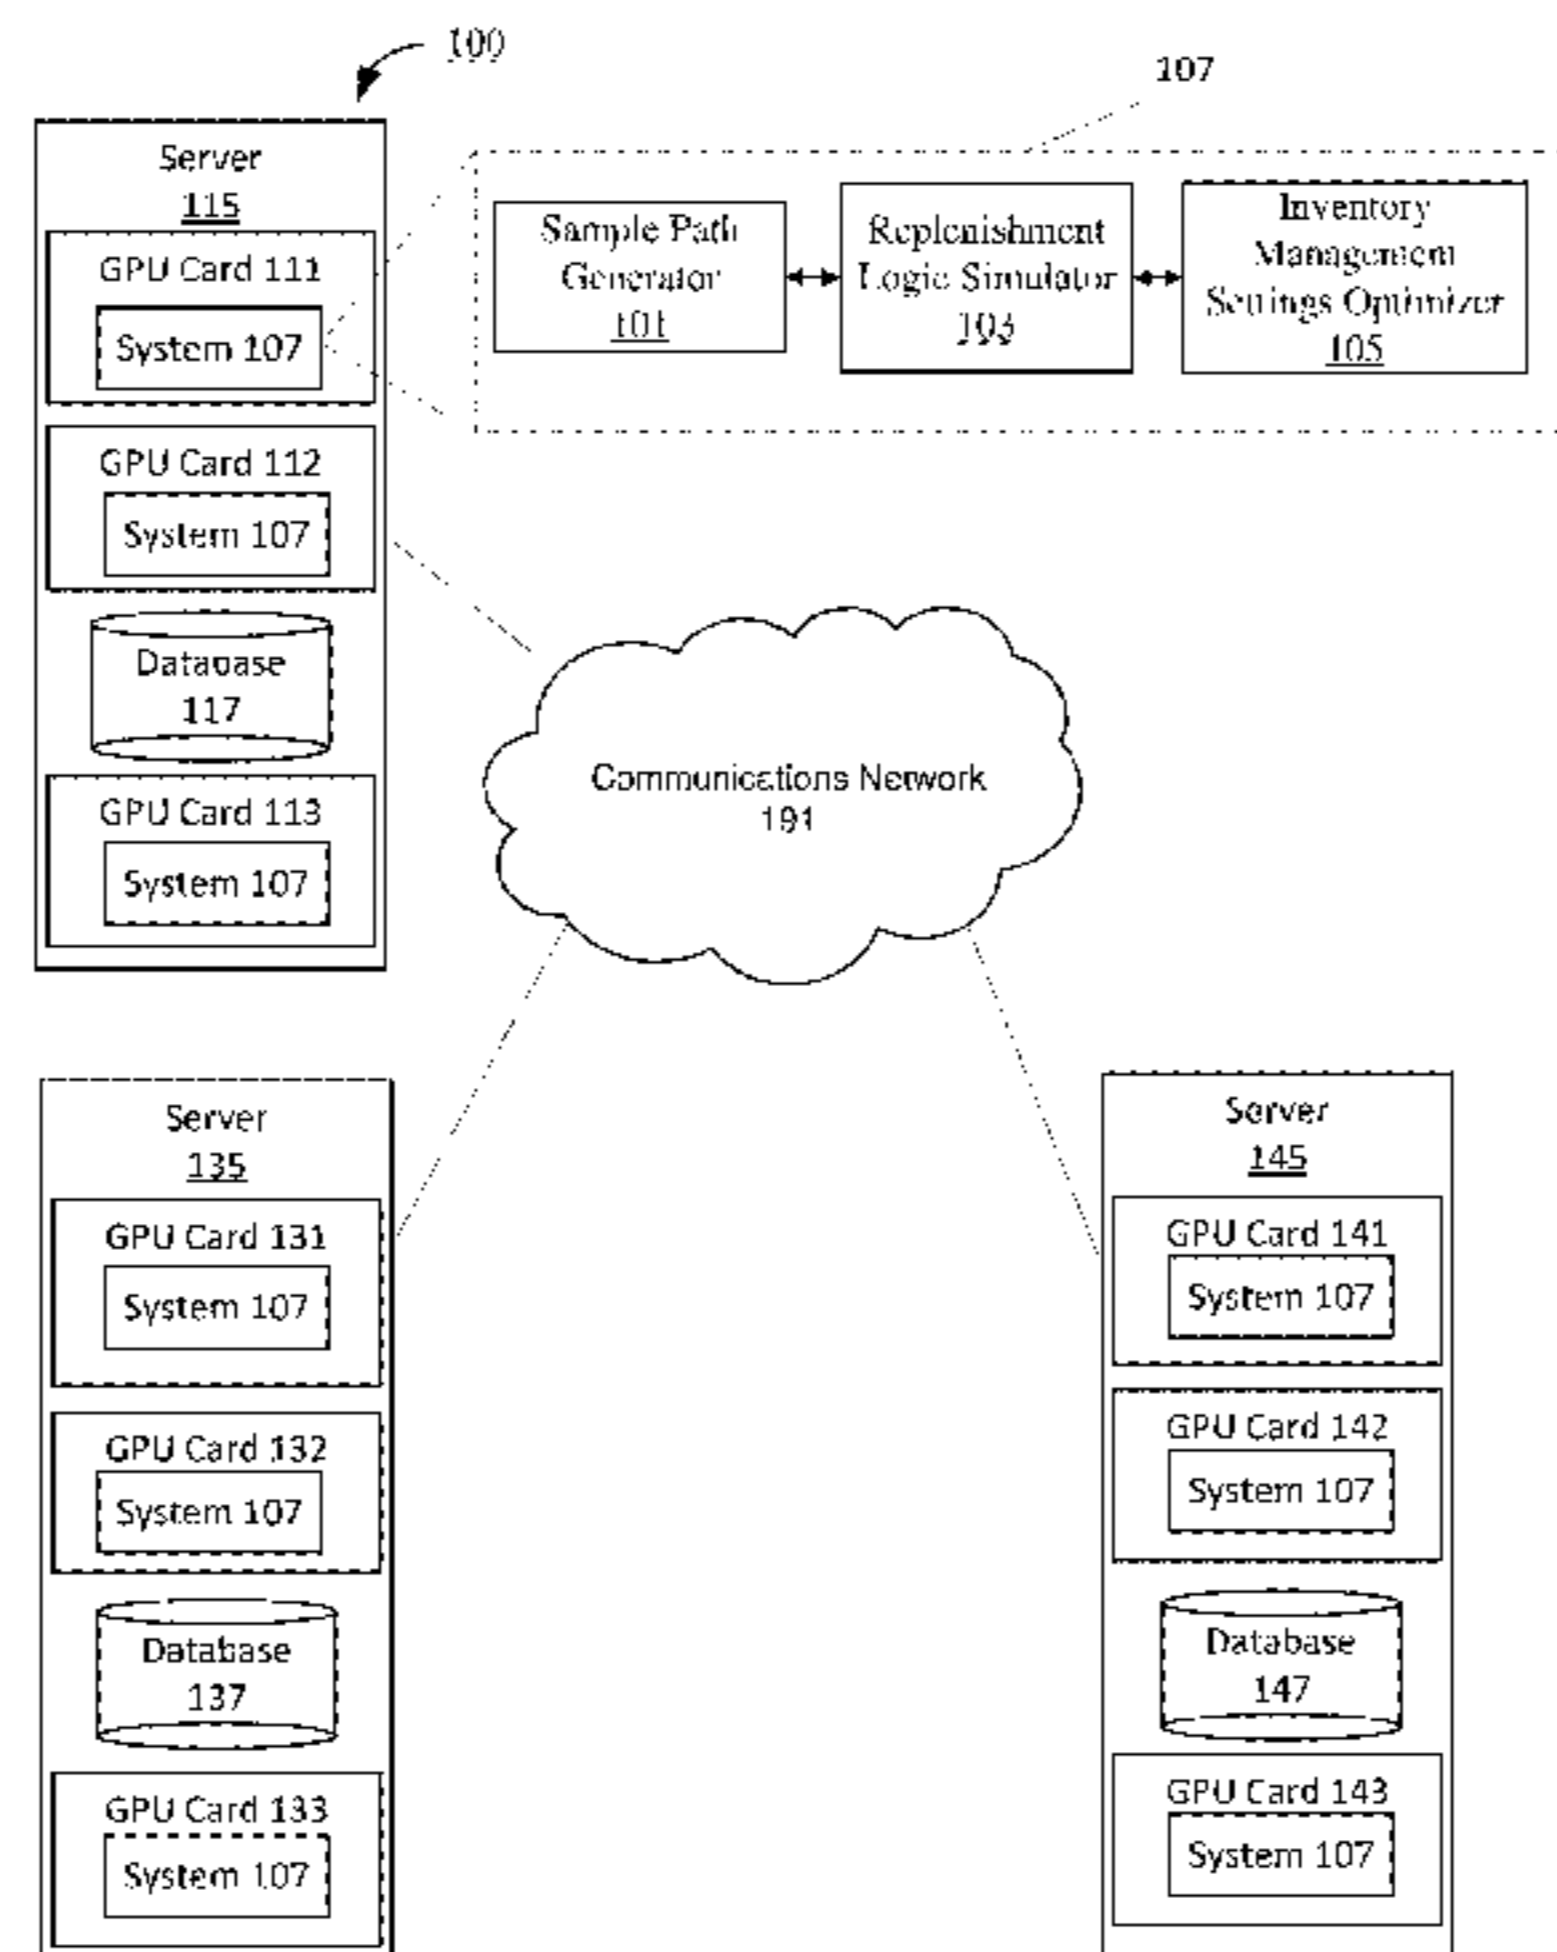 100
107
Server
115
GPU Card 111
System 107
Sample Path
Generator
101
Replenishment
Logic Simulator
103
Inventory
Management
Settings Optimizer
105
GPU Card 112
System 107
Database
117
GPU Card 113
System 107
Communications Network
191
Server
135
GPU Card 131
System 107
GPU Card 132
System 107
Database
137
GPU Card 133
System 107
Server
145
GPU Card 141
System 107
GPU Card 142
System 107
Database
147
GPU Card 143
System 107